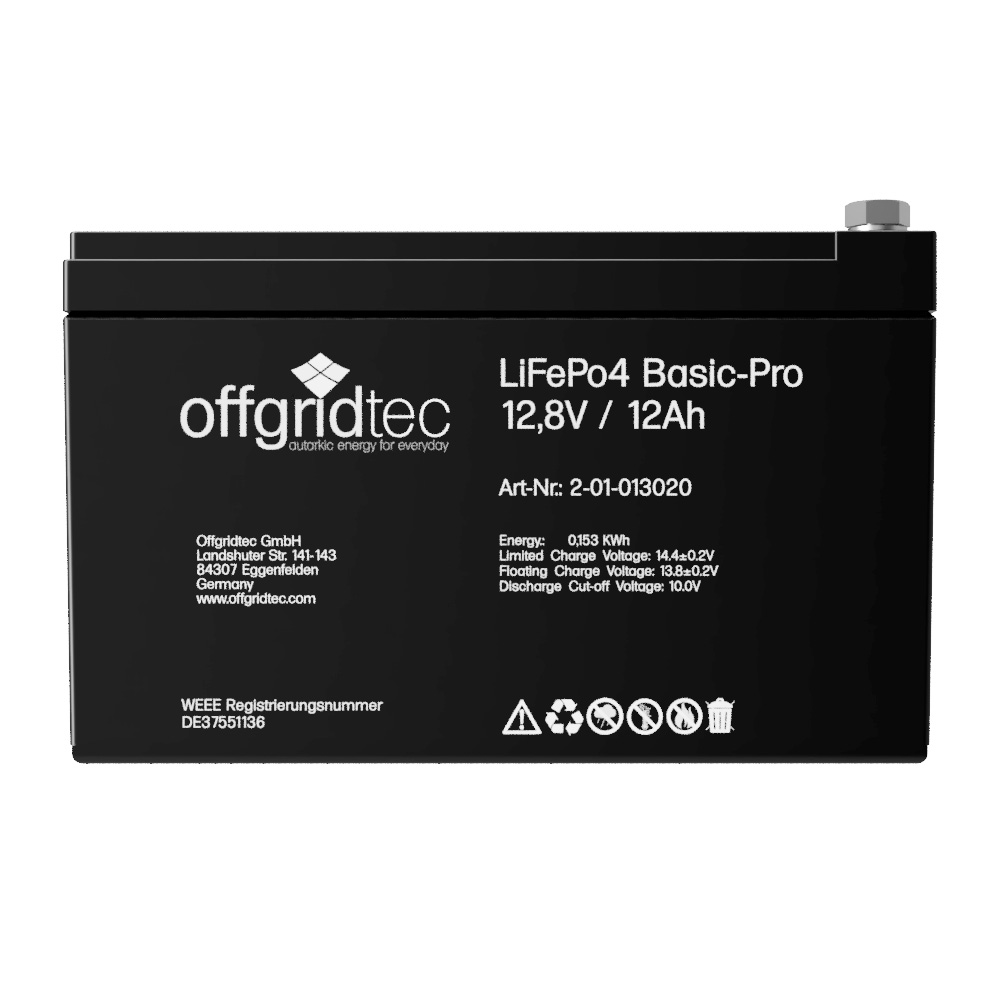 offgridtec
autarkic energy for everyday
LiFePo4 Basic-Pro
12,8V / 12Ah
Art-Nr.: 2-01-013020
Offgridtec GmbH
Landshuter Str. 141-143
84307 Eggenfelden
Germany
www.offgridtec.com
Energy: 0,153 KWh
Limited Charge Voltage: 14.4±0.2V
Floating Charge Voltage: 13.8±0.2V
Discharge Cut-off Voltage: 10.0V
WEEE Registrierungsnummer
DE37551136